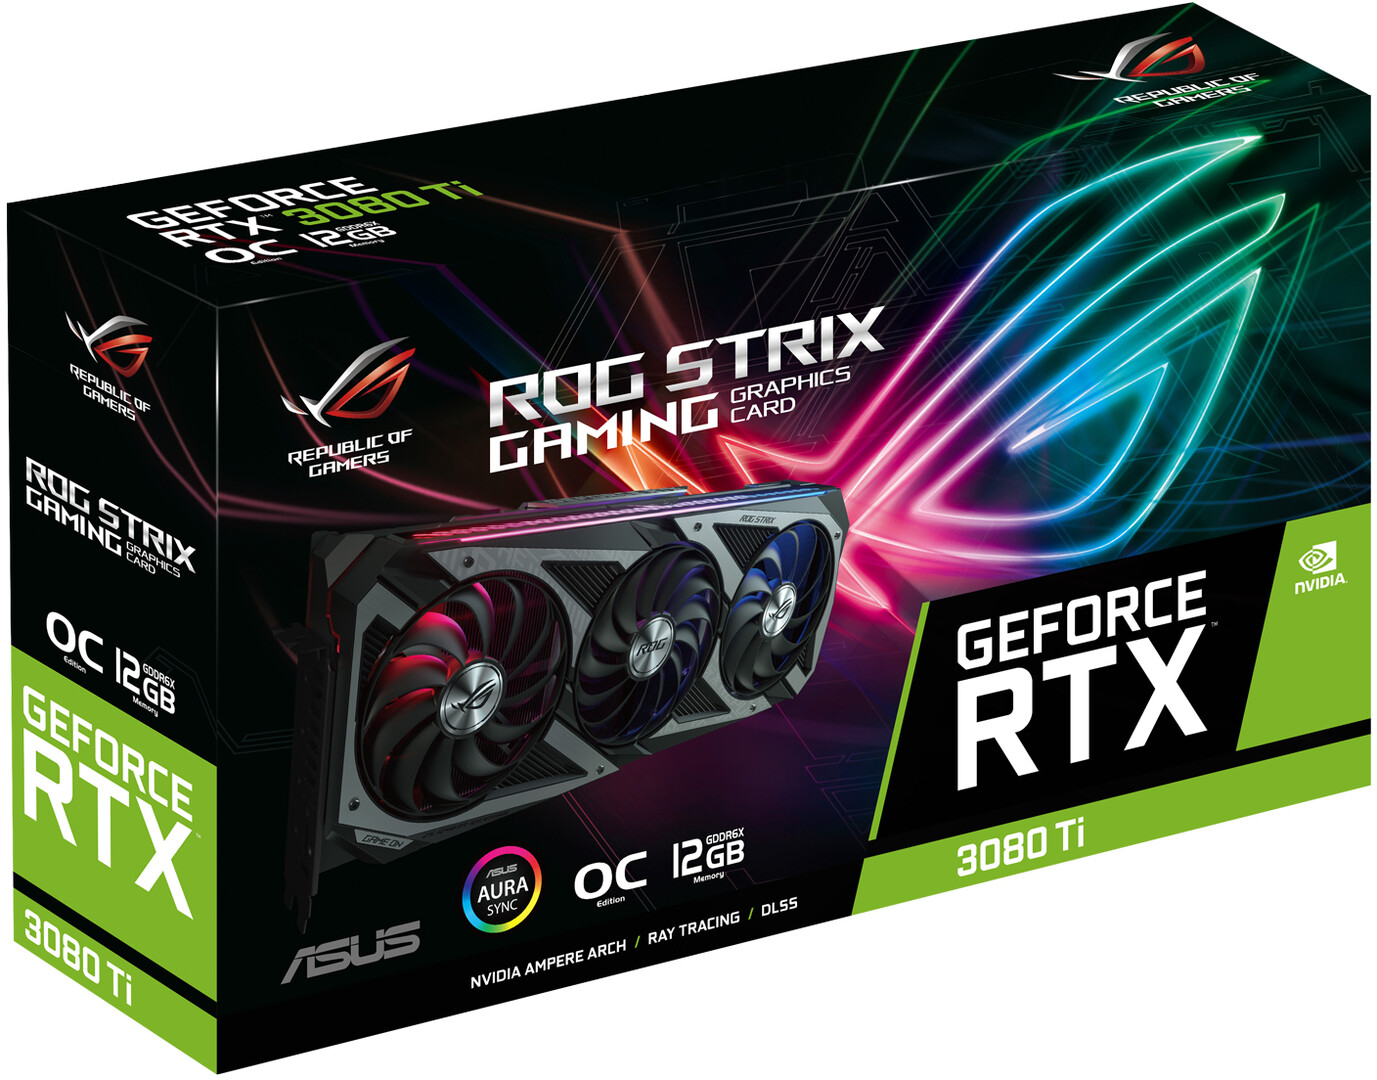 GEFORCE
RTX™ 3080 Ti
OC Edition 12GB GDDR6X Memory
REPUBLIC OF
GAMERS
REPUBLIC OF
GAMERS
ROG STRIX
GAMING GRAPHICS CARD
OC Edition 12GB GDDR6X Memory
GEFORCE
RTX™
3080 Ti
REPUBLIC OF
GAMERS
ROG STRIX
GAMING GRAPHICS CARD
ROG STRIX
ROG
GAME ON
ASUS
ASUS
AURA
SYNC
OC Edition 12GB GDDR6X Memory
NVIDIA AMPERE ARCH / RAY TRACING / DLSS
NVIDIA.
GEFORCE
RTX™
3080 Ti